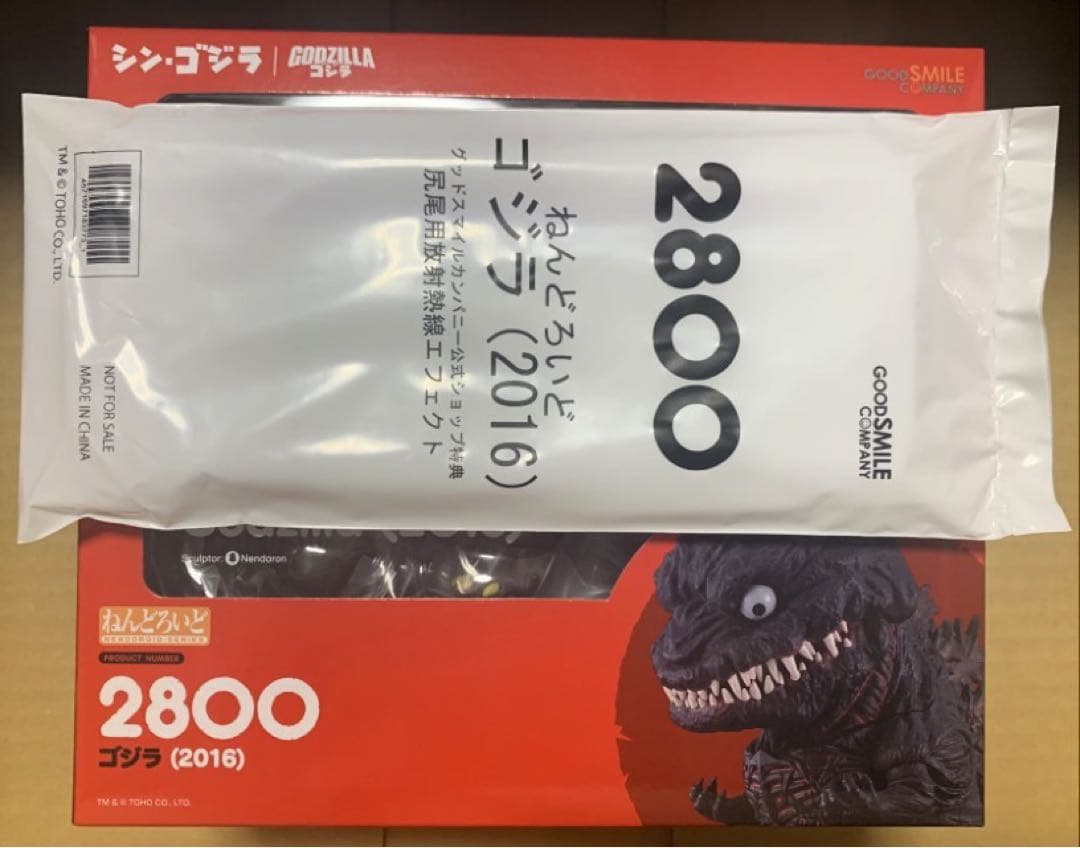 シン・ゴジラ
GODZILLA
ゴジラ
GOOD SMILE
COMPANY
2800
ねんどろいど
ゴジラ (2016)
グッドスマイルカンパニー公式ショップ特典
尻尾用放射熱線エフェクト
GOOD SMILE
COMPANY
TM & © TOHO CO., LTD.
NOT FOR SALE
MADE IN CHINA
Sculptor: Nendoron
ねんどろいど
NENDOROID SERIES
PRODUCT NUMBER
2800
ゴジラ (2016)
TM & © TOHO CO., LTD.